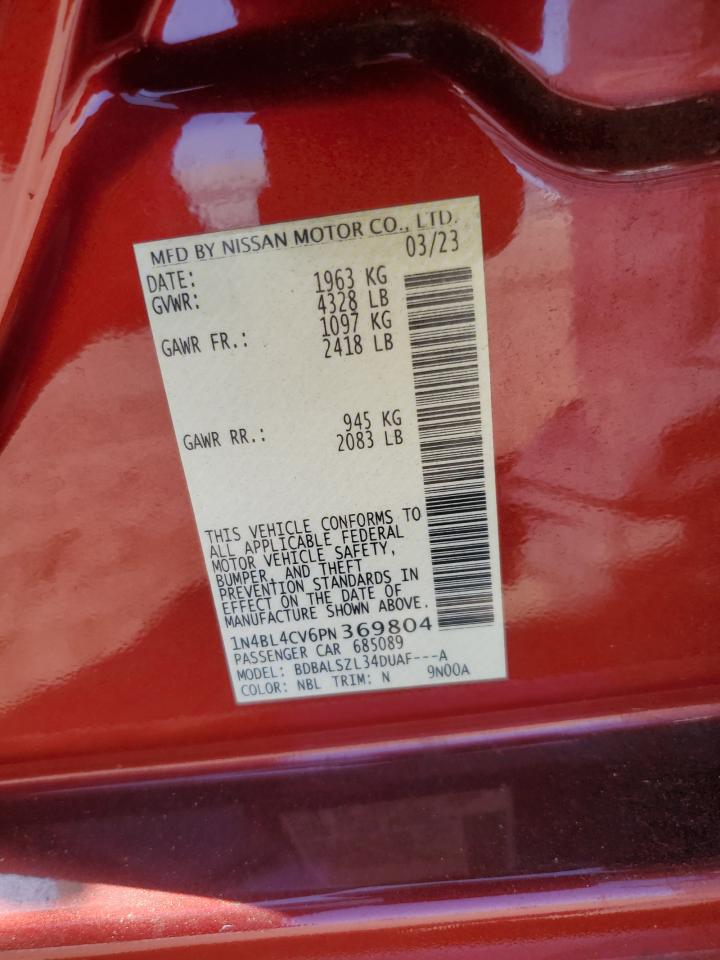 MFD BY NISSAN MOTOR CO., LTD.
DATE: 03/23
GVWR: 1963 KG
4328 LB
GAWR FR.: 1097 KG
2418 LB
GAWR RR.: 945 KG
2083 LB
THIS VEHICLE CONFORMS TO
ALL APPLICABLE FEDERAL
MOTOR VEHICLE SAFETY,
BUMPER, AND THEFT
PREVENTION STANDARDS IN
EFFECT ON THE DATE OF
MANUFACTURE SHOWN ABOVE.
1N4BL4CV6PN369804
PASSENGER CAR 685089
MODEL: BDBALSZL34DUAF---A
COLOR: NBL TRIM: N 9N00A